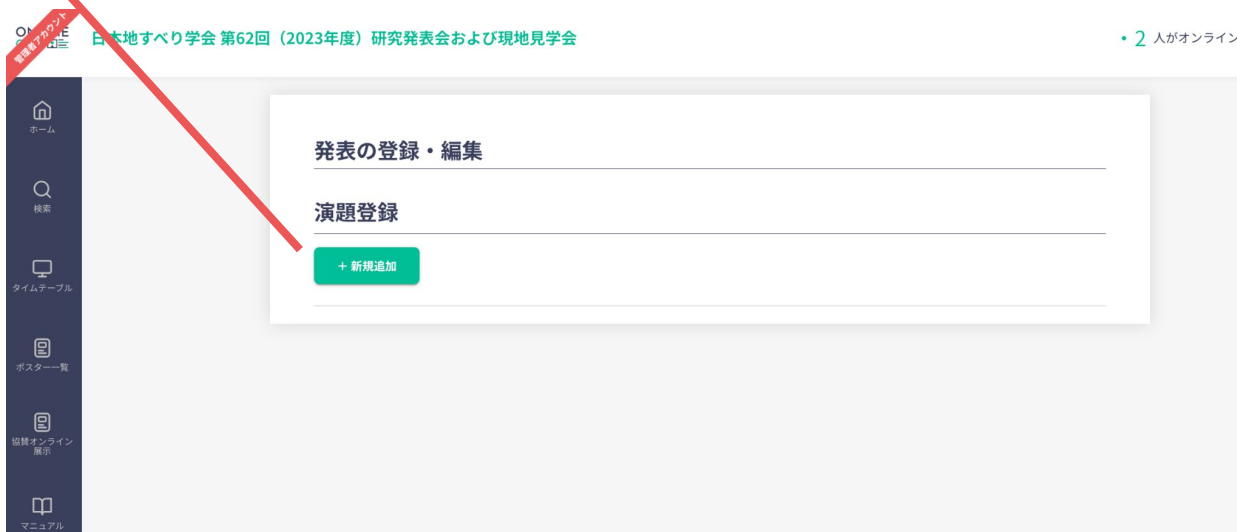 管理者アカウント
日本地すべり学会 第62回（2023年度）研究発表会および現地見学会
・2 人がオンライン
ホーム
検索
タイムテーブル
ポスター一覧
協賛オンライン
展示
マニュアル
発表の登録・編集
演題登録
＋ 新規追加